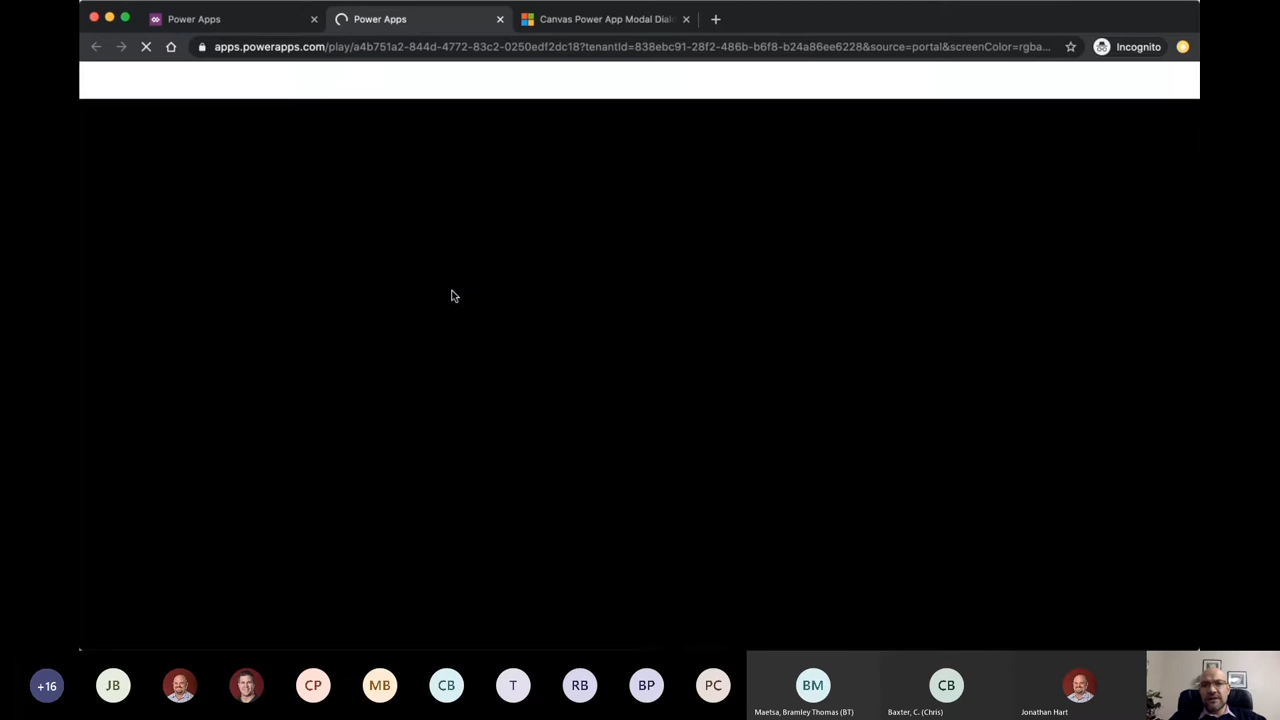 Power Apps
Power Apps
Canvas Power App Modal Dial
apps.powerapps.com/play/a4b751a2-844d-4772-83c2-0250edf2dc18?tenantId=838ebc91-28f2-486b-b6f8-b24a86ee6228&source=portal&screenColor=rgba...
Incognito
+16
JB
CP
MB
CB
T
RB
BP
PC
BM
CB
Maetsa, Bramley Thomas (BT)
Baxter, C. (Chris)
Jonathan Hart